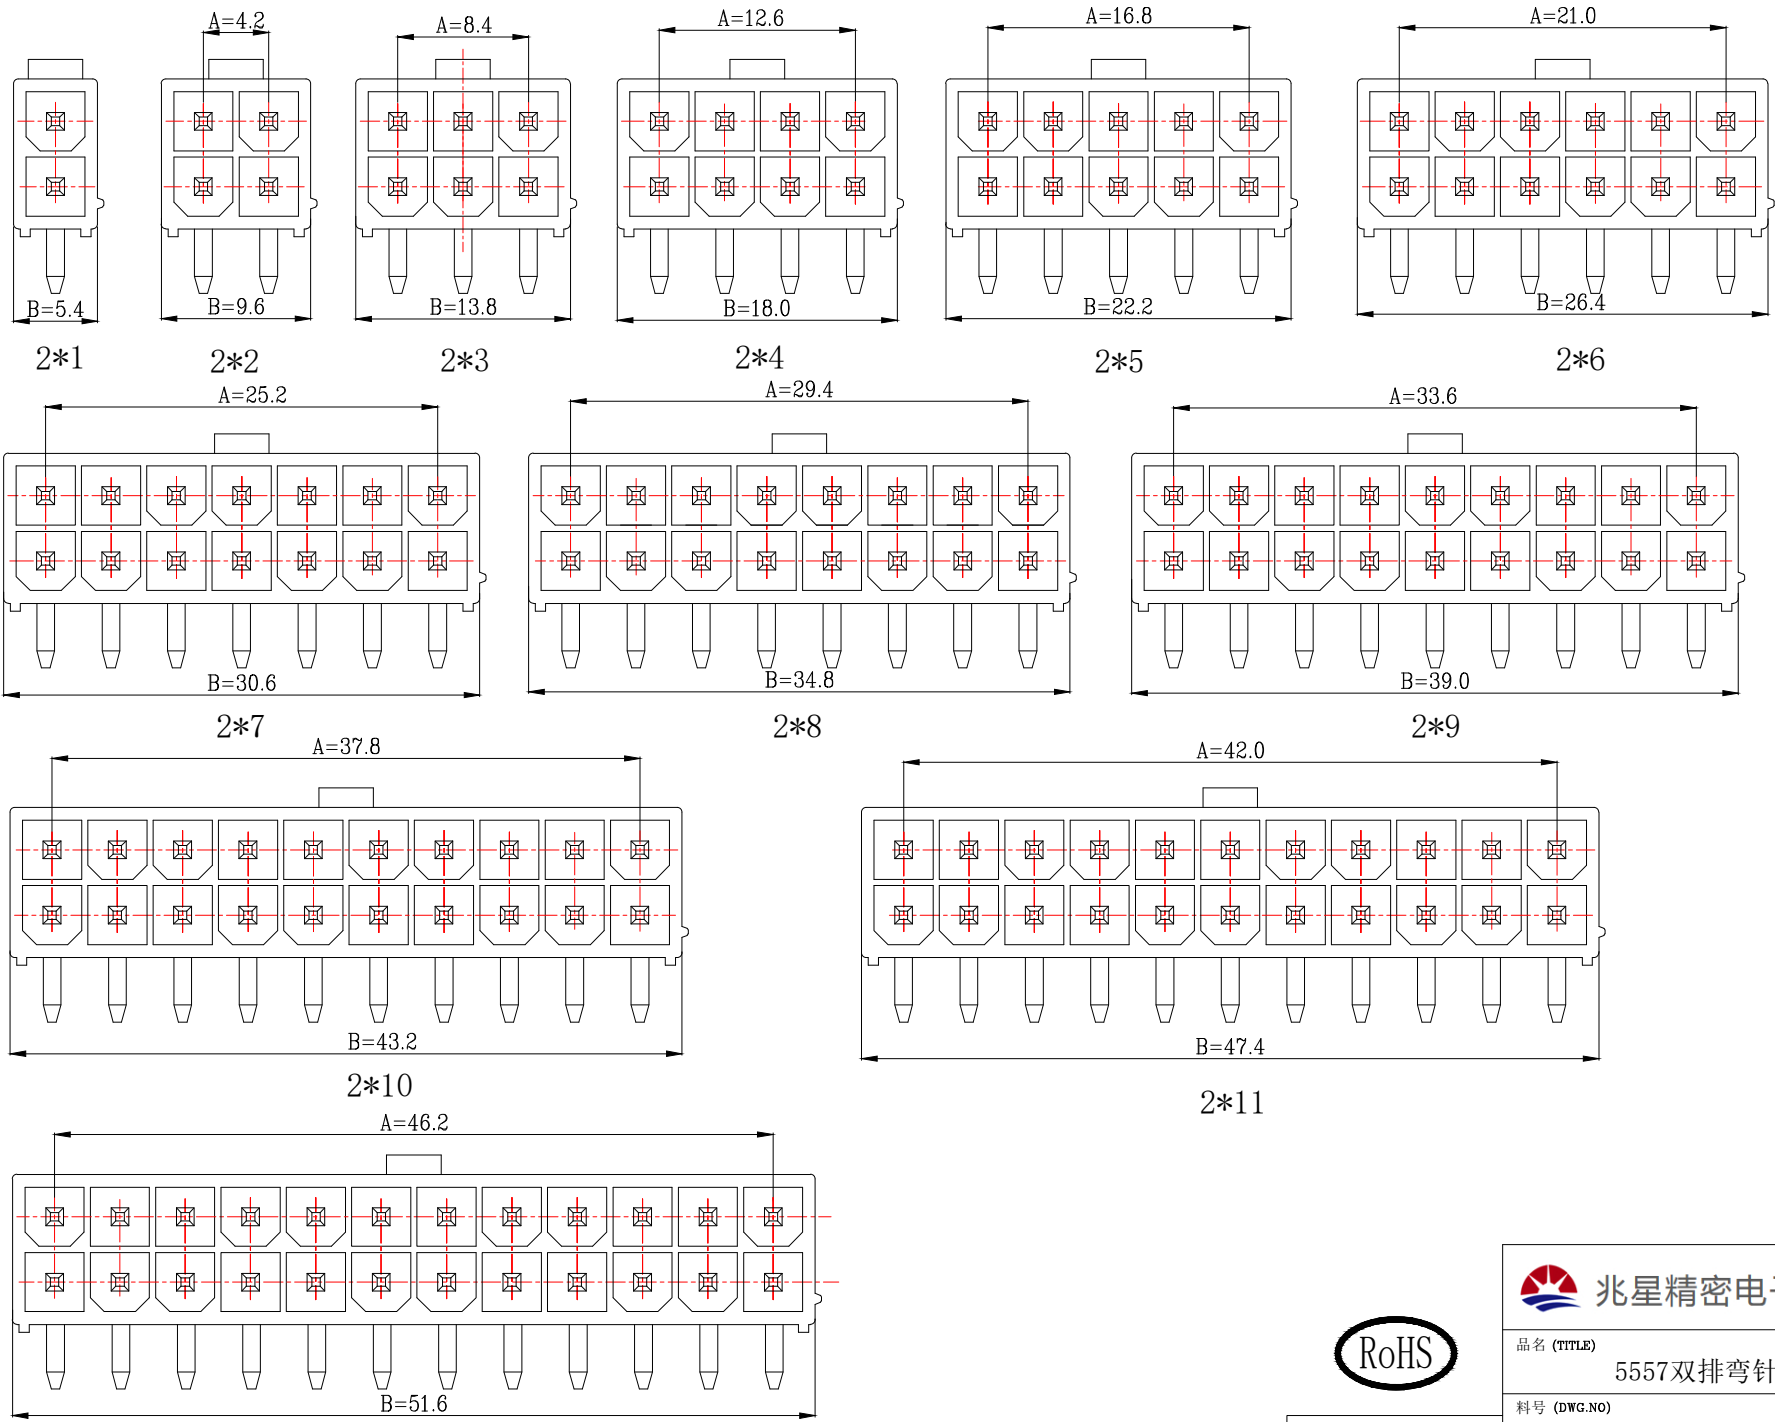 A=4.2
A=8.4
A=12.6
A=16.8
A=21.0
B=5.4
B=9.6
B=13.8
B=18.0
B=22.2
B=26.4
2*1
2*2
2*3
2*4
2*5
2*6
A=25.2
A=29.4
A=33.6
B=30.6
B=34.8
B=39.0
2*7
2*8
2*9
A=37.8
A=42.0
B=43.2
B=47.4
2*10
2*11
A=46.2
B=51.6
RoHS
兆星精密电
品名 (TITLE)
5557双排弯针
料号 (DWG.NO)